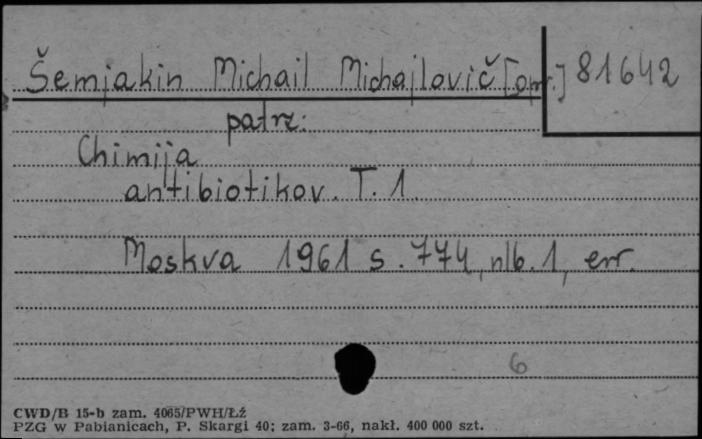 Šemjakin Michail Michajlovič [opr.] 81642
patrz:
Chimija
antibiotikov. T. 1.
Moskva 1961 s. 774, nlb. 1, err.
6
CWD/B 15-b zam. 4065/PWH/Łź
PZG w Pabianicach, P. Skargi 40; zam. 3-66, nakł. 400 000 szt.